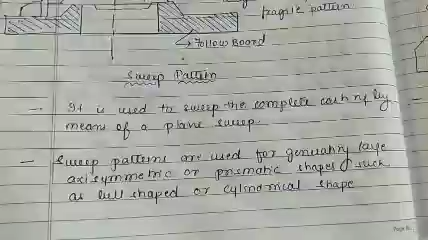 fragile pattern
Follow Board
Sweep Pattern
— It is used to sweep the complete casting by
means of a plane sweep.
— Sweep patterns are used for generating large
axisymmetric or prismatic shapes such
as bell shaped or cylindrical shape